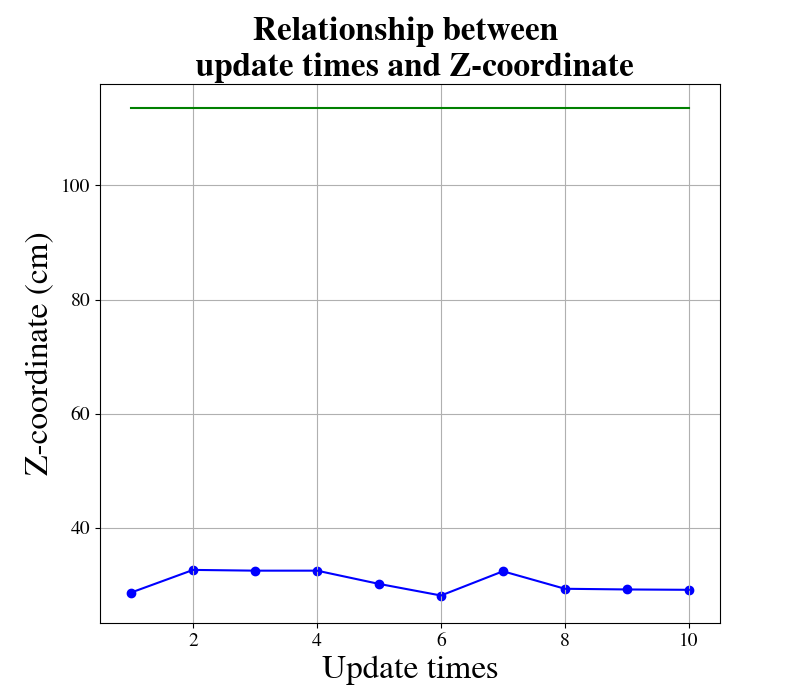 Relationship between
update times and Z-coordinate
Z-coordinate (cm)
100
80
60
40
2
4
6
8
10
Update times